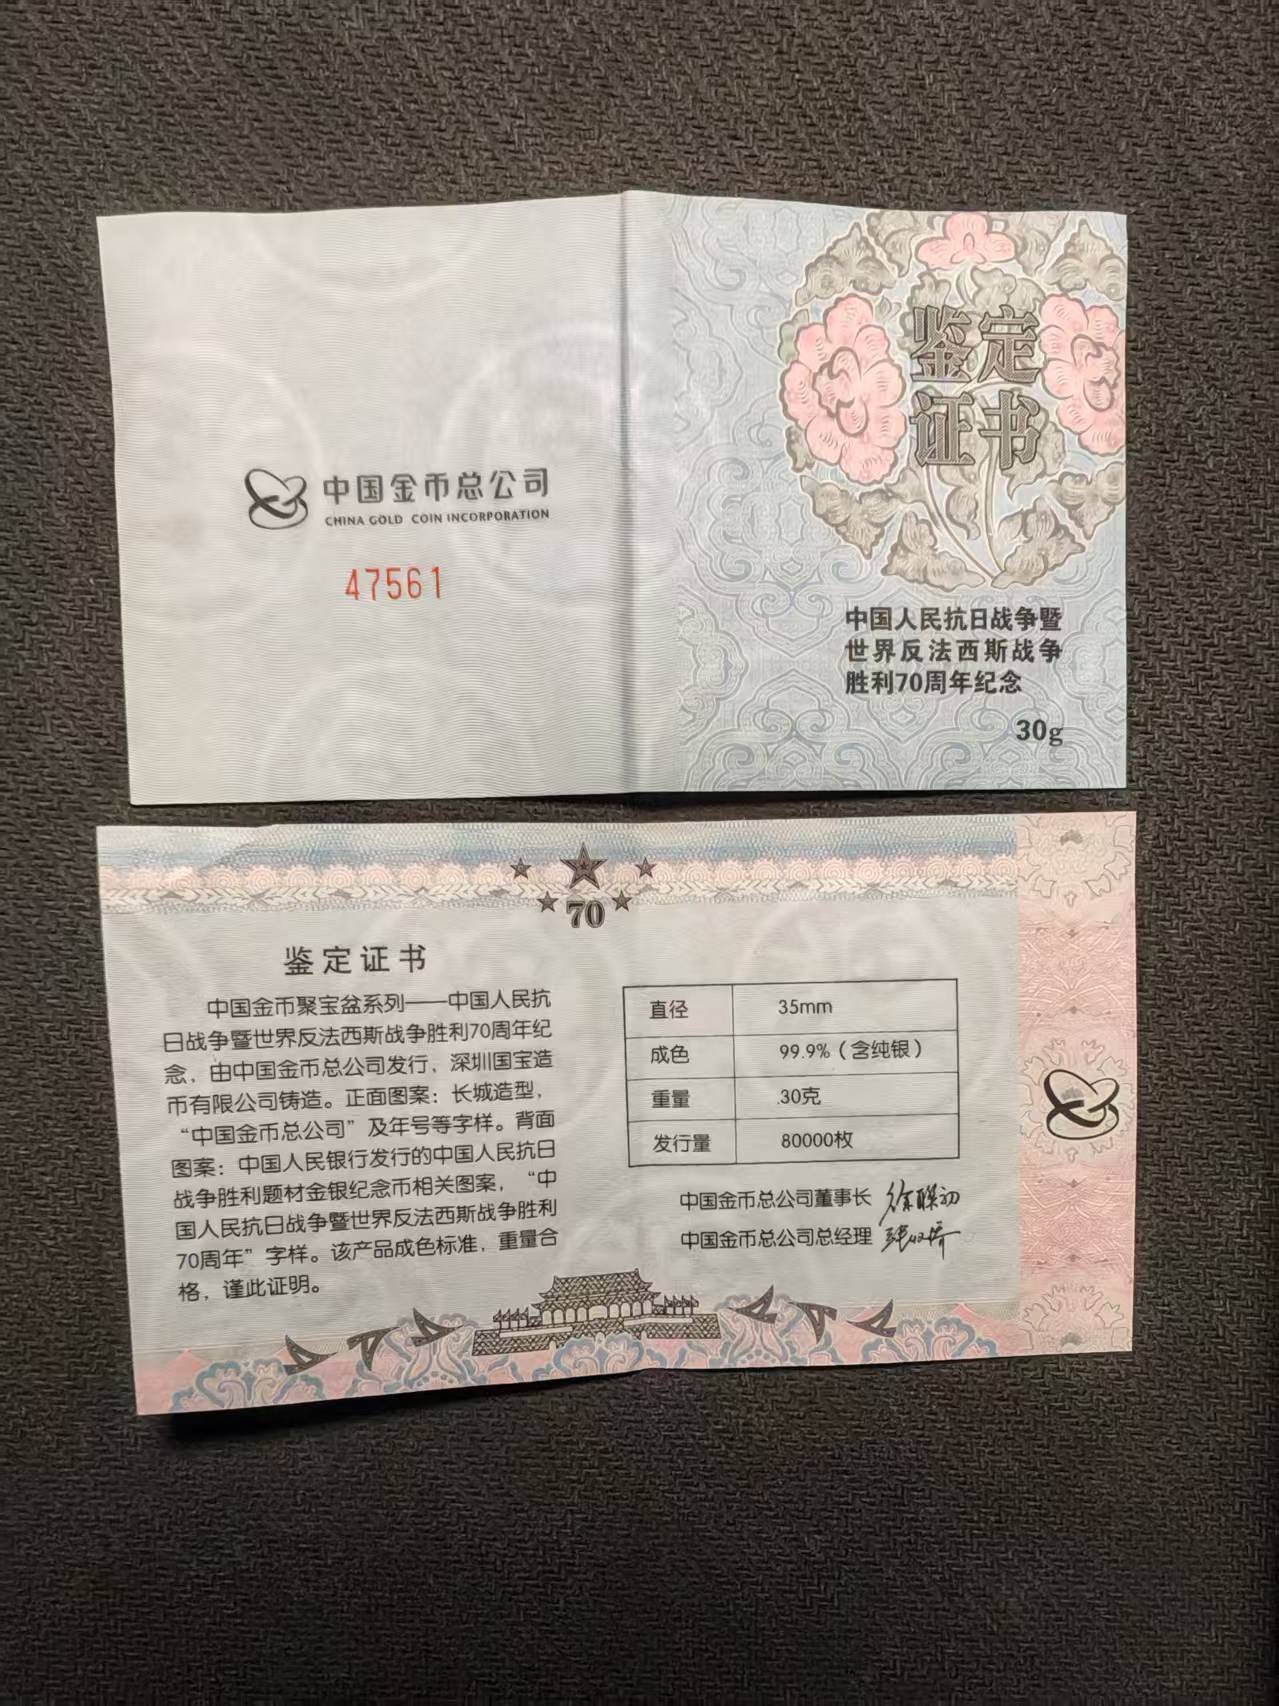 鉴定
证书
中国金币总公司
CHINA GOLD COIN INCORPORATION
47561
中国人民抗日战争暨
世界反法西斯战争
胜利70周年纪念
30g
70
鉴定证书
中国金币聚宝盆系列——中国人民抗
日战争暨世界反法西斯战争胜利70周年纪
念，由中国金币总公司发行，深圳国宝造
币有限公司铸造。正面图案：长城造型，
“中国金币总公司”及年号等字样。背面
图案：中国人民银行发行的中国人民抗日
战争胜利题材金银纪念币相关图案，“中
国人民抗日战争暨世界反法西斯战争胜利
70周年”字样。该产品成色标准，重量合
格，谨此证明。
直径 35mm
成色 99.9%（含纯银）
重量 30克
发行量 80000枚
中国金币总公司董事长
中国金币总公司总经理